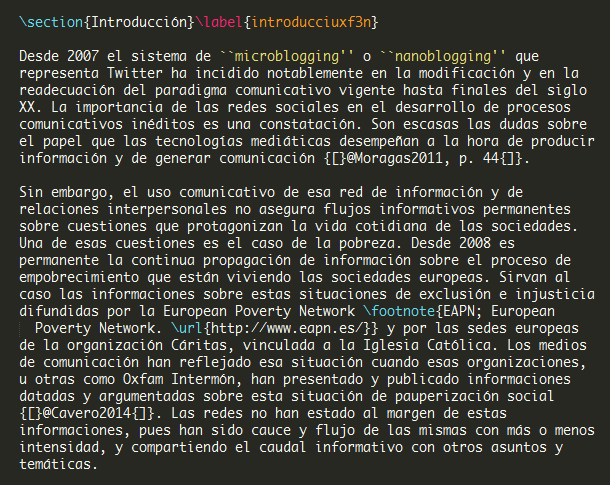 \section{Introducción}\label{introducciuxf3n}

Desde 2007 el sistema de ``microblogging'' o ``nanoblogging'' que
representa Twitter ha incidido notablemente en la modificación y en la
readecuación del paradigma comunicativo vigente hasta finales del siglo
XX. La importancia de las redes sociales en el desarrollo de procesos
comunicativos inéditos es una constatación. Son escasas las dudas sobre
el papel que las tecnologías mediáticas desempeñan a la hora de producir
información y de generar comunicación {[}@Moragas2011, p. 44{]}.

Sin embargo, el uso comunicativo de esa red de información y de
relaciones interpersonales no asegura flujos informativos permanentes
sobre cuestiones que protagonizan la vida cotidiana de las sociedades.
Una de esas cuestiones es el caso de la pobreza. Desde 2008 es
permanente la continua propagación de información sobre el proceso de
empobrecimiento que están viviendo las sociedades europeas. Sirvan al
caso las informaciones sobre estas situaciones de exclusión e injusticia
difundidas por la European Poverty Network \footnote{EAPN; European
  Poverty Network. \url{http://www.eapn.es/}} y por las sedes europeas
de la organización Cáritas, vinculada a la Iglesia Católica. Los medios
de comunicación han reflejado esa situación cuando esas organizaciones,
u otras como Oxfam Intermón, han presentado y publicado informaciones
datadas y argumentadas sobre esta situación de pauperización social
{[}@Cavero2014{]}. Las redes no han estado al margen de estas
informaciones, pues han sido cauce y flujo de las mismas con más o menos
intensidad, y compartiendo el caudal informativo con otros asuntos y
temáticas.